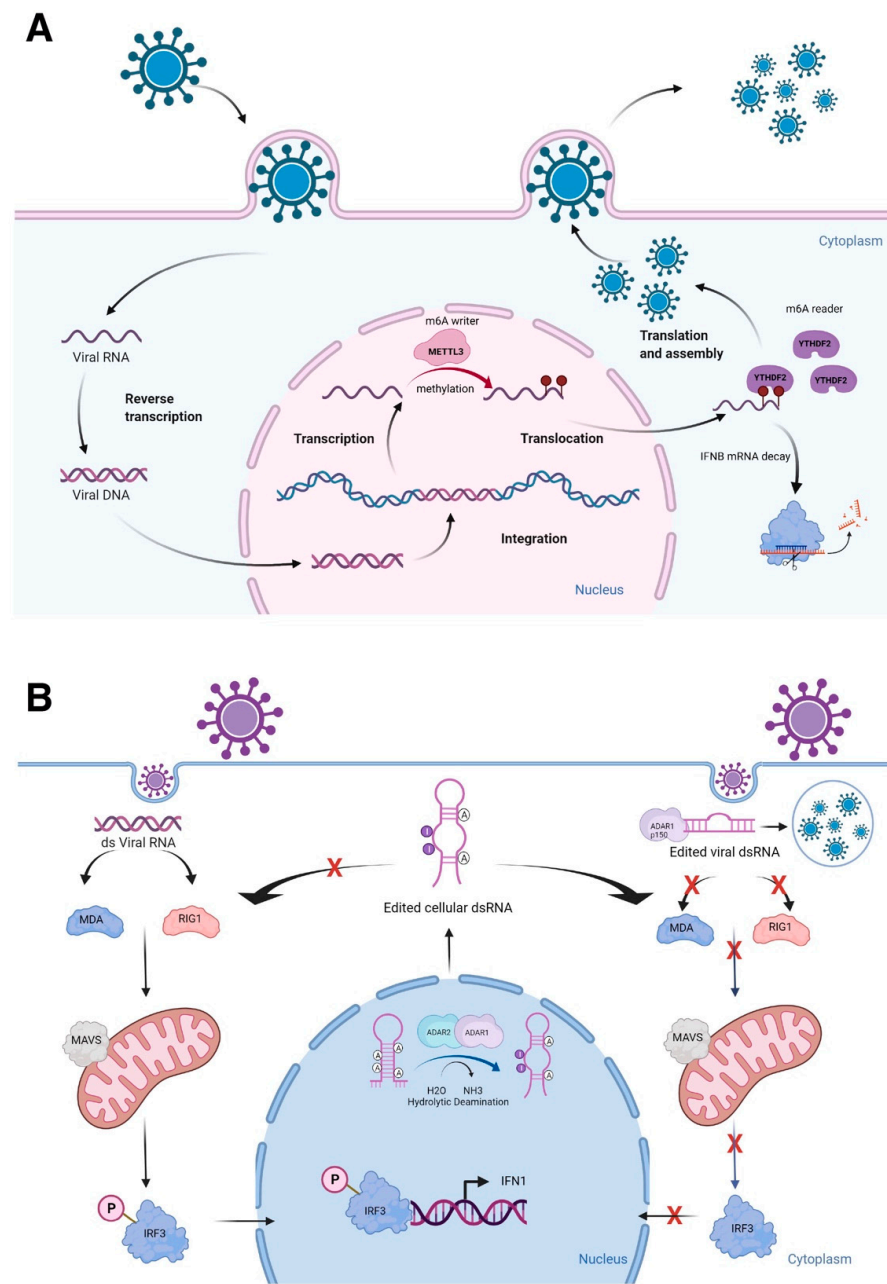 A
Cytoplasm
m6A writer
METTL3
methylation
m6A reader
YTHDF2
YTHDF2
YTHDF2
Translation
and assembly
Viral RNA
Reverse
transcription
Transcription
Translocation
IFNB mRNA decay
Viral DNA
Integration
Nucleus
B
ds Viral RNA
X
A
I
I
A
Edited cellular dsRNA
ADAR1
p150
Edited viral dsRNA
X
X
MDA
RIG1
MDA
RIG1
X
MAVS
A
A
A
A
ADAR2
ADAR1
I
I
A
A
H2O
NH3
Hydrolytic Deamination
MAVS
X
P
IRF3
P
IRF3
IFN1
X
IRF3
Nucleus
Cytoplasm